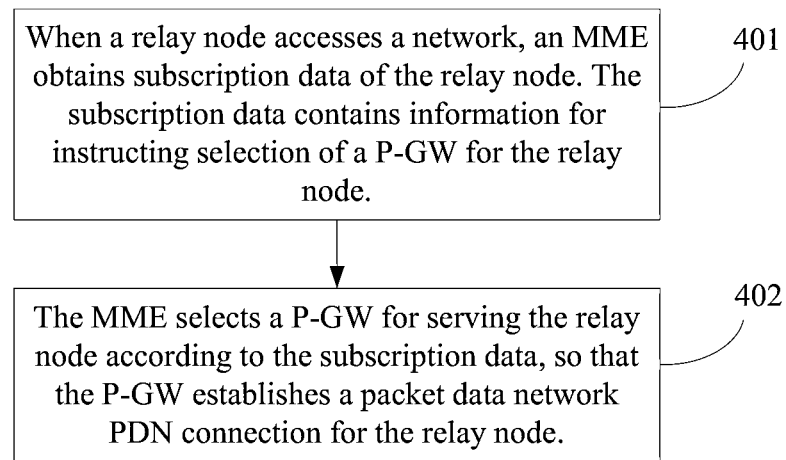 When a relay node accesses a network, an MME
obtains subscription data of the relay node. The
subscription data contains information for
instructing selection of a P-GW for the relay
node.
401
The MME selects a P-GW for serving the relay
node according to the subscription data, so that
the P-GW establishes a packet data network
PDN connection for the relay node.
402